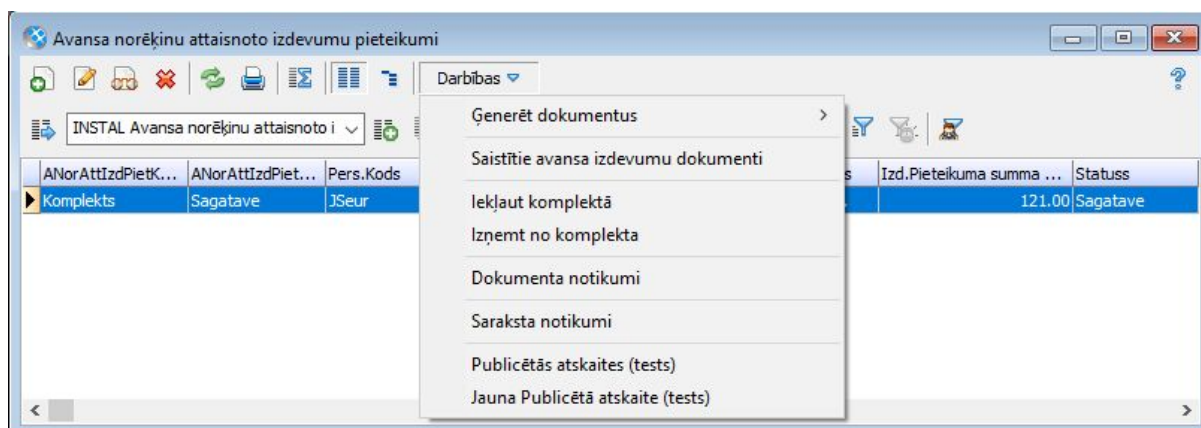 Avansa norēķinu attaisnoto izdevumu pieteikumi
Darbības
INSTAL Avansa norēķinu attaisnoto i
Ģenerēt dokumentus
Saistītie avansa izdevumu dokumenti
Iekļaut komplektā
Izņemt no komplekta
Dokumenta notikumi
Saraksta notikumi
Publicētās atskaites (tests)
Jauna Publicētā atskaite (tests)
ANorAttIzdPietK... ANorAttIzdPiet... Pers.Kods s Izd.Pieteikuma summa ... Statuss
Komplekts Sagatave JSeur 121.00 Sagatave